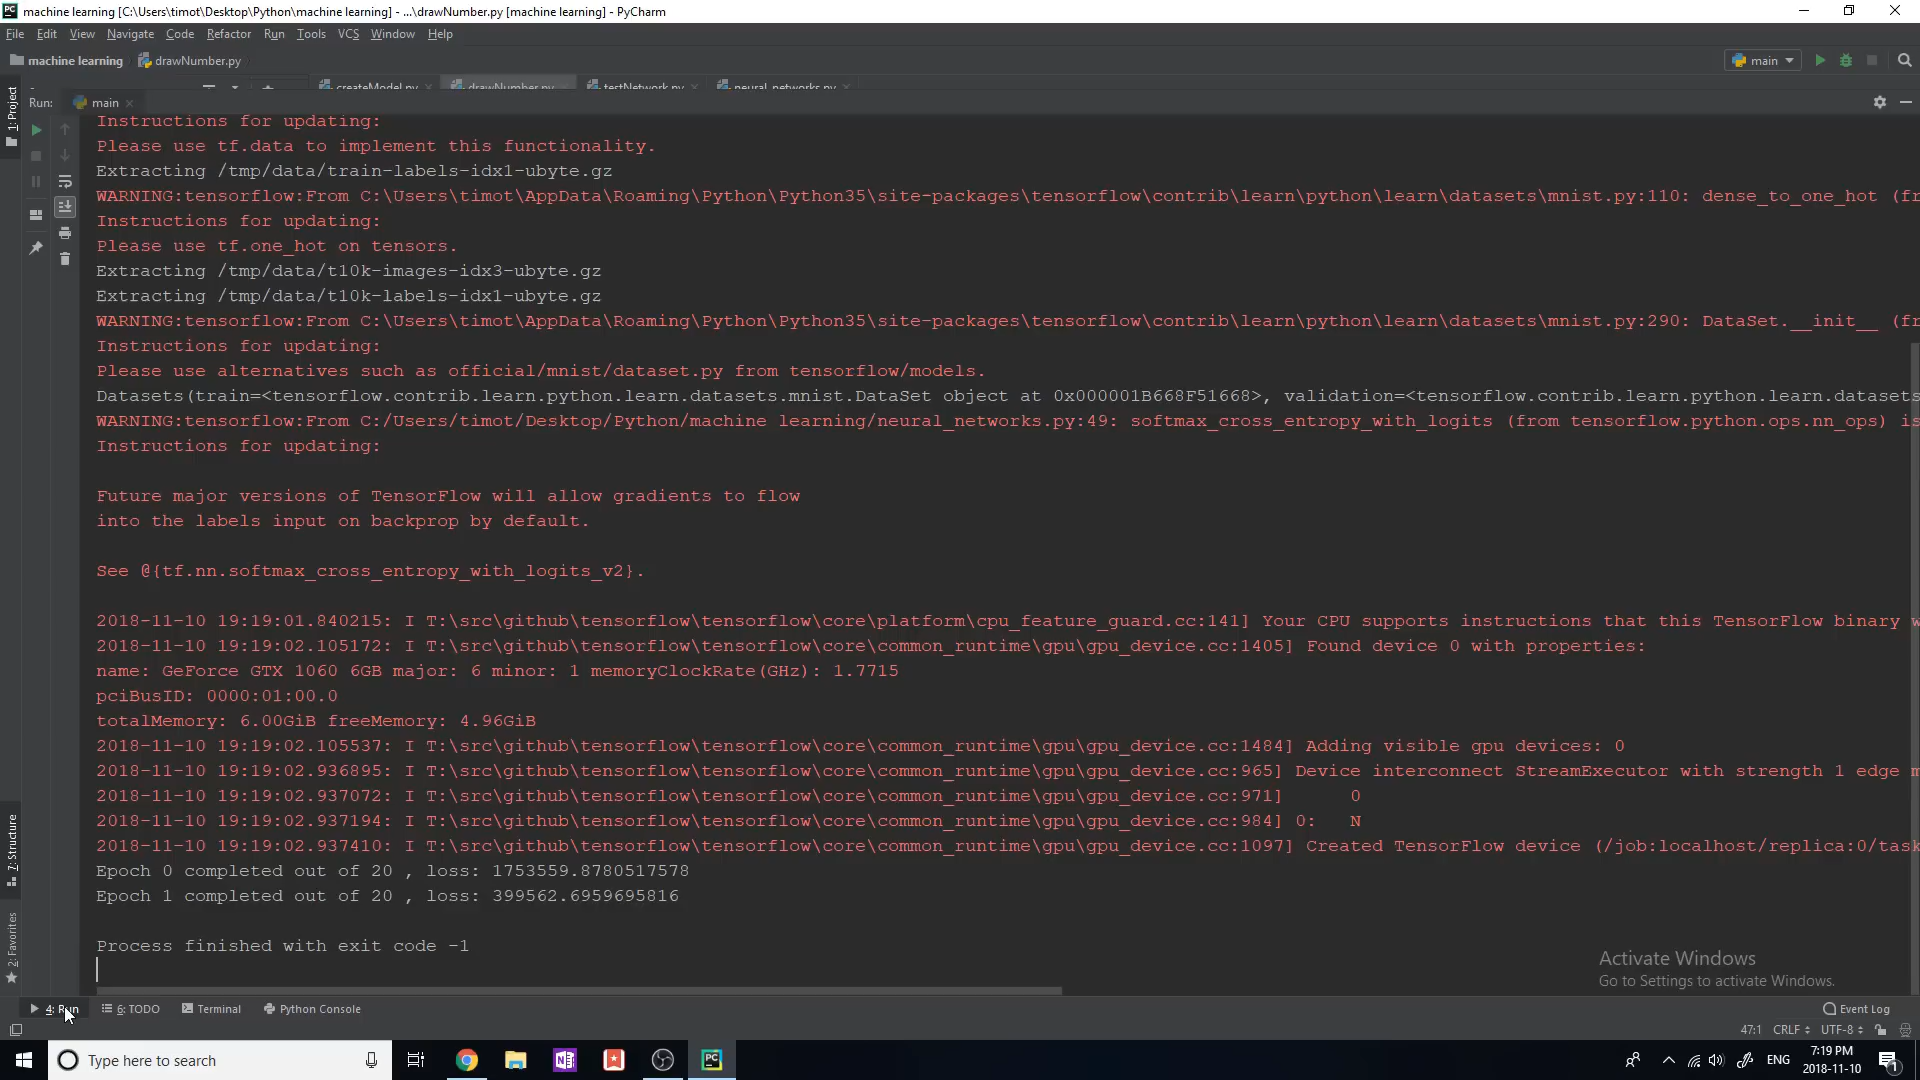 machine learning [C:\Users\timot\Desktop\Python\machine learning] - ...\drawNumber.py [machine learning] - PyCharm
File Edit View Navigate Code Refactor Run Tools VCS Window Help
machine learning drawNumber.py main
createModel.py drawNumber.py testNetwork.py neural_networks.py
1: Project
Run: main
Instructions for updating:
Please use tf.data to implement this functionality.
Extracting /tmp/data/train-labels-idx1-ubyte.gz
WARNING:tensorflow:From C:\Users\timot\AppData\Roaming\Python\Python35\site-packages\tensorflow\contrib\learn\python\learn\datasets\mnist.py:110: dense_to_one_hot (fr
Instructions for updating:
Please use tf.one_hot on tensors.
Extracting /tmp/data/t10k-images-idx3-ubyte.gz
Extracting /tmp/data/t10k-labels-idx1-ubyte.gz
WARNING:tensorflow:From C:\Users\timot\AppData\Roaming\Python\Python35\site-packages\tensorflow\contrib\learn\python\learn\datasets\mnist.py:290: DataSet.__init__ (fr
Instructions for updating:
Please use alternatives such as official/mnist/dataset.py from tensorflow/models.
Datasets(train=<tensorflow.contrib.learn.python.learn.datasets.mnist.DataSet object at 0x000001B668F51668>, validation=<tensorflow.contrib.learn.python.learn.datasets
WARNING:tensorflow:From C:/Users/timot/Desktop/Python/machine learning/neural_networks.py:49: softmax_cross_entropy_with_logits (from tensorflow.python.ops.nn_ops) is
Instructions for updating:
Future major versions of TensorFlow will allow gradients to flow
into the labels input on backprop by default.
See @{tf.nn.softmax_cross_entropy_with_logits_v2}.
2018-11-10 19:19:01.840215: I T:\src\github\tensorflow\tensorflow\core\platform\cpu_feature_guard.cc:141] Your CPU supports instructions that this TensorFlow binary w
2018-11-10 19:19:02.105172: I T:\src\github\tensorflow\tensorflow\core\common_runtime\gpu\gpu_device.cc:1405] Found device 0 with properties:
name: GeForce GTX 1060 6GB major: 6 minor: 1 memoryClockRate(GHz): 1.7715
pciBusID: 0000:01:00.0
totalMemory: 6.00GiB freeMemory: 4.96GiB
2018-11-10 19:19:02.105537: I T:\src\github\tensorflow\tensorflow\core\common_runtime\gpu\gpu_device.cc:1484] Adding visible gpu devices: 0
2018-11-10 19:19:02.936895: I T:\src\github\tensorflow\tensorflow\core\common_runtime\gpu\gpu_device.cc:965] Device interconnect StreamExecutor with strength 1 edge m
2018-11-10 19:19:02.937072: I T:\src\github\tensorflow\tensorflow\core\common_runtime\gpu\gpu_device.cc:971] 0
2018-11-10 19:19:02.937194: I T:\src\github\tensorflow\tensorflow\core\common_runtime\gpu\gpu_device.cc:984] 0: N
2018-11-10 19:19:02.937410: I T:\src\github\tensorflow\tensorflow\core\common_runtime\gpu\gpu_device.cc:1097] Created TensorFlow device (/job:localhost/replica:0/task
Epoch 0 completed out of 20 , loss: 1753559.8780517578
Epoch 1 completed out of 20 , loss: 399562.6959695816
Process finished with exit code -1
7: Structure
2: Favorites
Activate Windows
Go to Settings to activate Windows.
4: Run 6: TODO Terminal Python Console Event Log
47:1 CRLF UTF-8
Type here to search
ENG
7:19 PM
2018-11-10
1